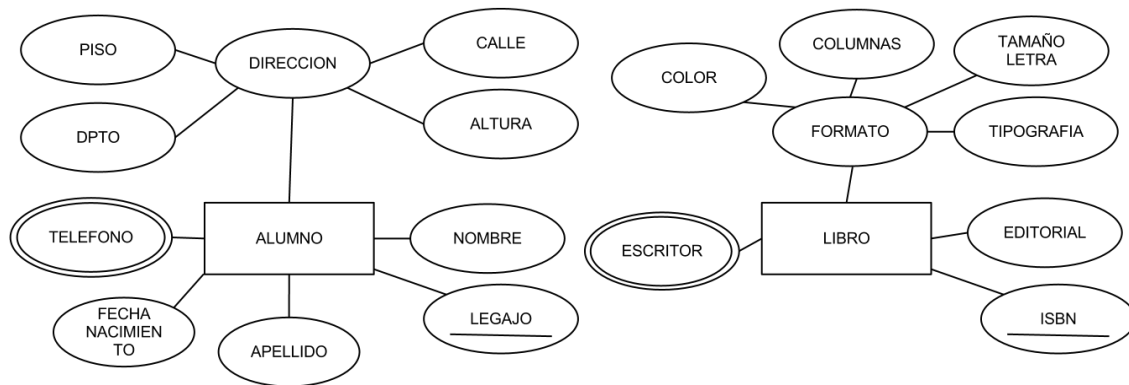 PISO
DIRECCION
CALLE
DPTO
ALTURA
TELEFONO
ALUMNO
NOMBRE
FECHA
NACIMIEN
TO
APELLIDO
LEGAJO
COLOR
COLUMNAS
TAMAÑO
LETRA
FORMATO
TIPOGRAFIA
ESCRITOR
LIBRO
EDITORIAL
ISBN